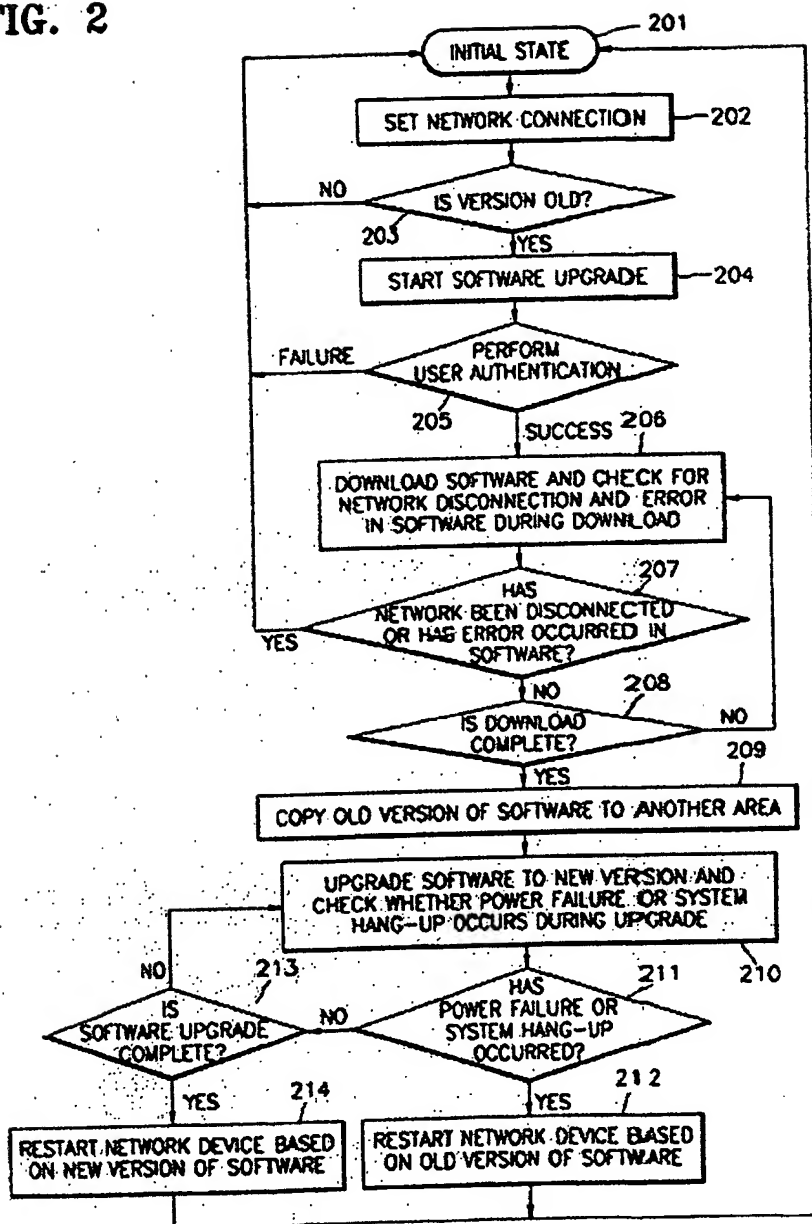 FIG. 2
201
INITIAL STATE
SET NETWORK CONNECTION
202
NO
IS VERSION OLD?
203
YES
START SOFTWARE UPGRADE
204
FAILURE
PERFORM
USER AUTHENTICATION
205
SUCCESS
206
DOWNLOAD SOFTWARE AND CHECK FOR
NETWORK DISCONNECTION AND ERROR
IN SOFTWARE DURING DOWNLOAD
207
HAS
NETWORK BEEN DISCONNECTED
OR HAS ERROR OCCURRED IN
SOFTWARE?
YES
NO
208
IS DOWNLOAD
COMPLETE?
NO
YES
209
COPY OLD VERSION OF SOFTWARE TO ANOTHER AREA
UPGRADE SOFTWARE TO NEW VERSION AND
CHECK WHETHER POWER FAILURE OR SYSTEM
HANG-UP OCCURS DURING UPGRADE
210
NO
213
IS
SOFTWARE UPGRADE
COMPLETE?
NO
211
HAS
POWER FAILURE OR
SYSTEM HANG-UP
OCCURRED?
YES
214
YES
212
RESTART NETWORK DEVICE BASED
ON NEW VERSION OF SOFTWARE
RESTART NETWORK DEVICE BASED
ON OLD VERSION OF SOFTWARE